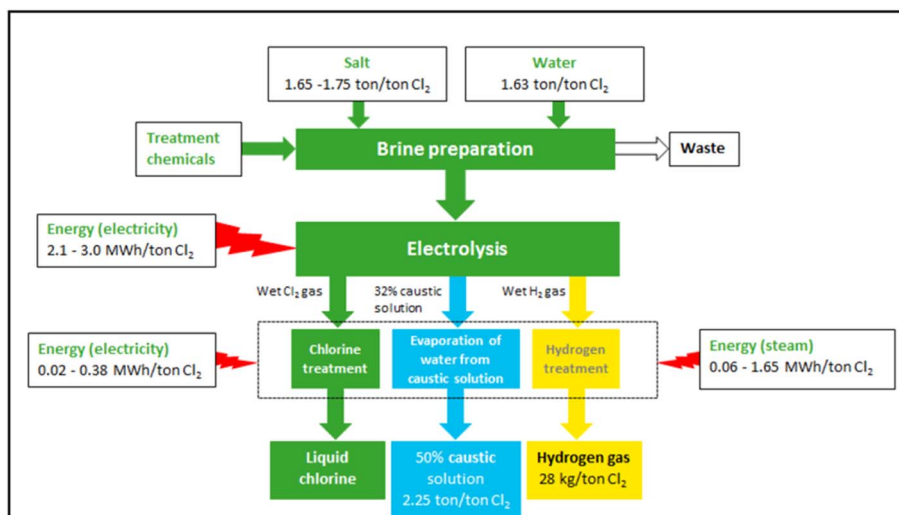 Salt
1.65 -1.75 ton/ton Cl₂
Water
1.63 ton/ton Cl₂
Treatment
chemicals
Brine preparation
Waste
Energy (electricity)
2.1 - 3.0 MWh/ton Cl₂
Electrolysis
Wet Cl₂ gas
32% caustic
solution
Wet H₂ gas
Energy (electricity)
0.02 - 0.38 MWh/ton Cl₂
Chlorine
treatment
Evaporation of
water from
caustic solution
Hydrogen
treatment
Energy (steam)
0.06 - 1.65 MWh/ton Cl₂
Liquid
chlorine
50% caustic
solution
2.25 ton/ton Cl₂
Hydrogen gas
28 kg/ton Cl₂